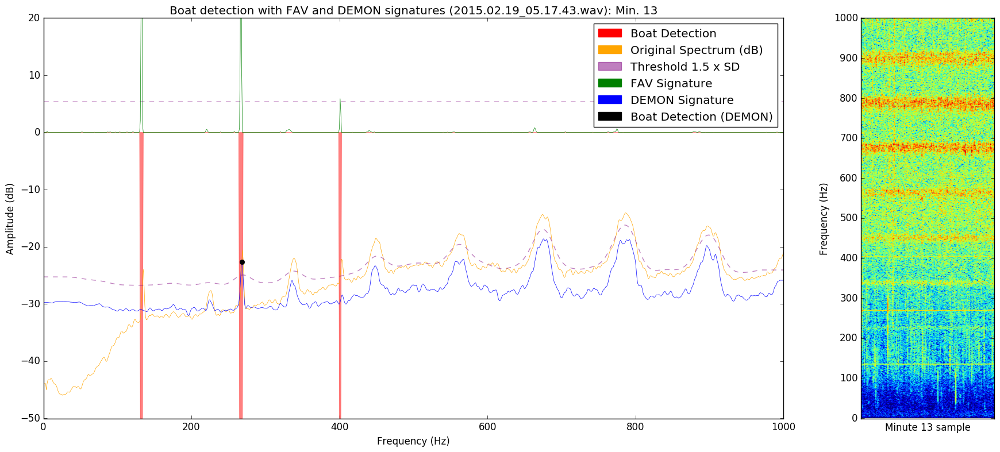 Boat detection with FAV and DEMON signatures (2015.02.19_05.17.43.wav): Min. 13
Boat Detection
Original Spectrum (dB)
Threshold 1.5 x SD
FAV Signature
DEMON Signature
Boat Detection (DEMON)
Amplitude (dB)
20
10
0
−10
−20
−30
−40
−50
0
200
400
600
800
1000
Frequency (Hz)
Frequency (Hz)
1000
900
800
700
600
500
400
300
200
100
0
Minute 13 sample